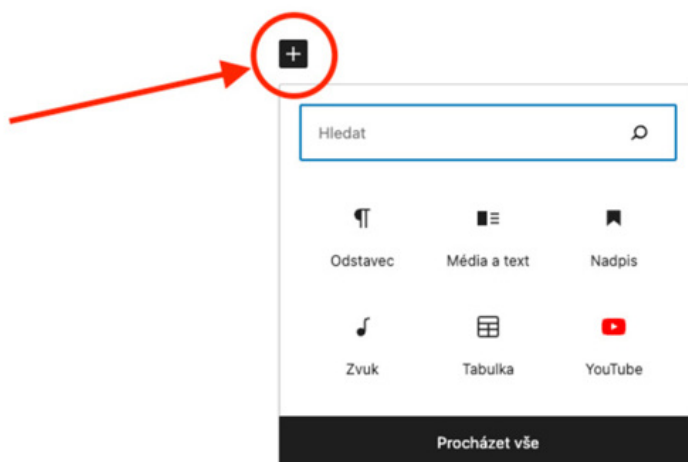 Hledat
Odstavec
Média a text
Nadpis
Zvuk
Tabulka
YouTube
Procházet vše